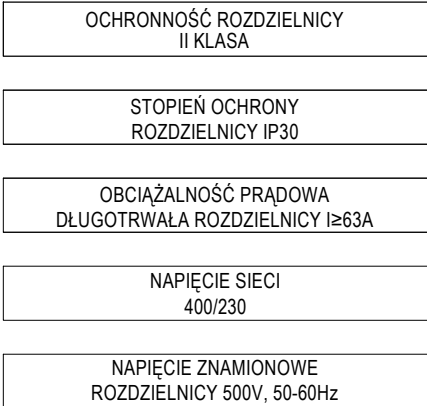 OCHRONNOŚĆ ROZDZIELNICY
II KLASA
STOPIEŃ OCHRONY
ROZDZIELNICY IP30
OBCIĄŻALNOŚĆ PRĄDOWA
DŁUGOTRWAŁA ROZDZIELNICY I≥63A
NAPIĘCIE SIECI
400/230
NAPIĘCIE ZNAMIONOWE
ROZDZIELNICY 500V, 50-60Hz